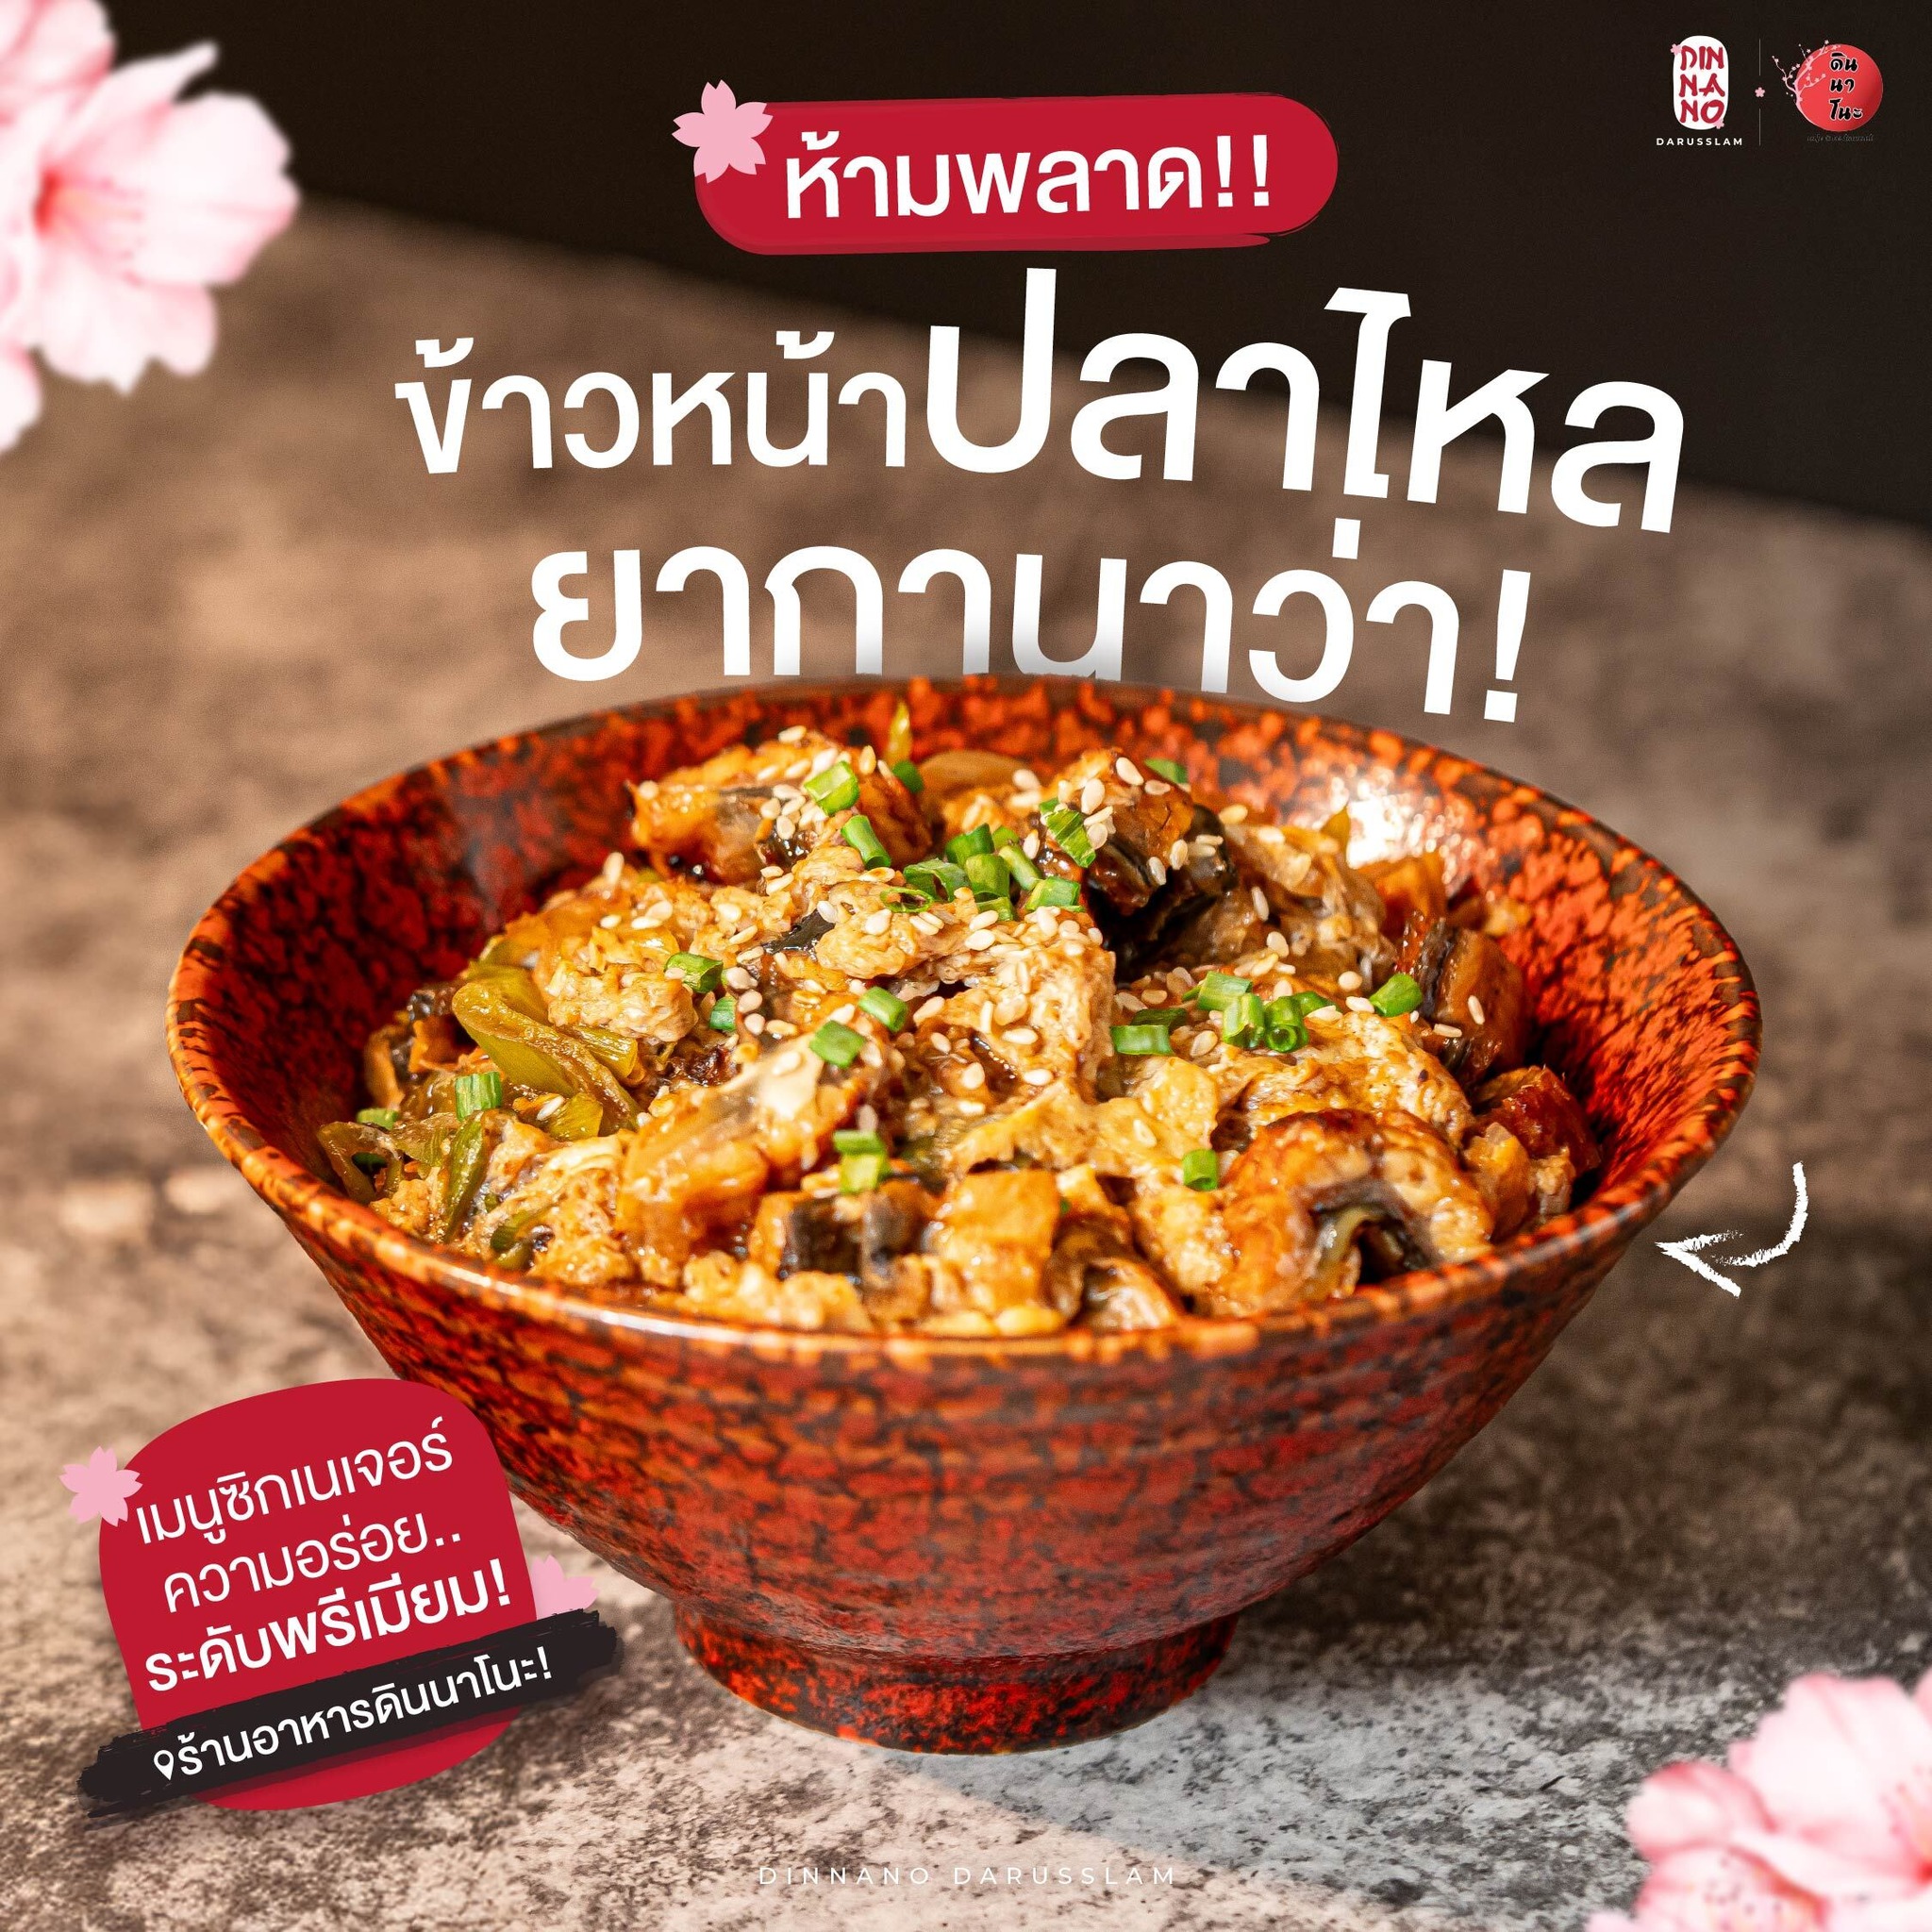 DIN
NA
NO
DARUSSLAM
ดิน
นา
โนะ
ห้ามพลาด!!
ข้าวหน้าปลาไหล
ยากานาว่า!
เมนูซิกเนเจอร์
ความอร่อย..
ระดับพรีเมียม!
ร้านอาหารดินนาโนะ!
DINNANO DARUSSLAM